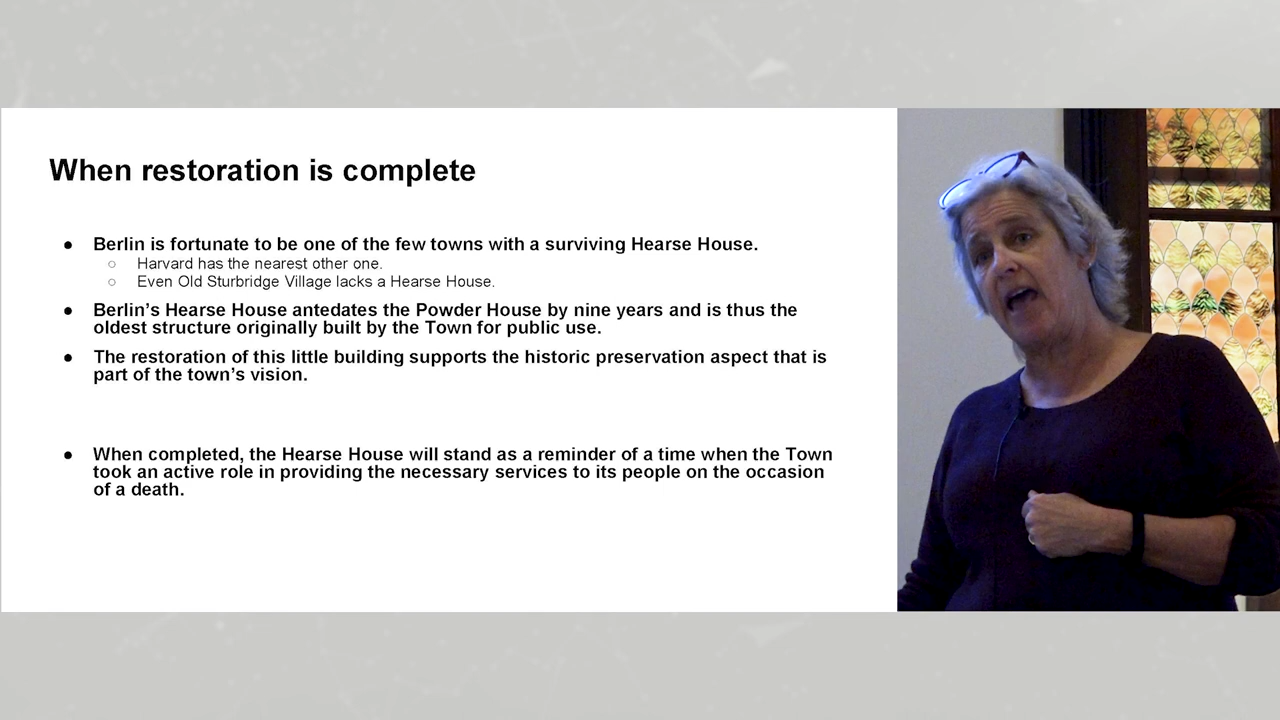 When restoration is complete
● Berlin is fortunate to be one of the few towns with a surviving Hearse House.
○ Harvard has the nearest other one.
○ Even Old Sturbridge Village lacks a Hearse House.
● Berlin’s Hearse House antedates the Powder House by nine years and is thus the
oldest structure originally built by the Town for public use.
● The restoration of this little building supports the historic preservation aspect that is
part of the town’s vision.
● When completed, the Hearse House will stand as a reminder of a time when the Town
took an active role in providing the necessary services to its people on the occasion
of a death.